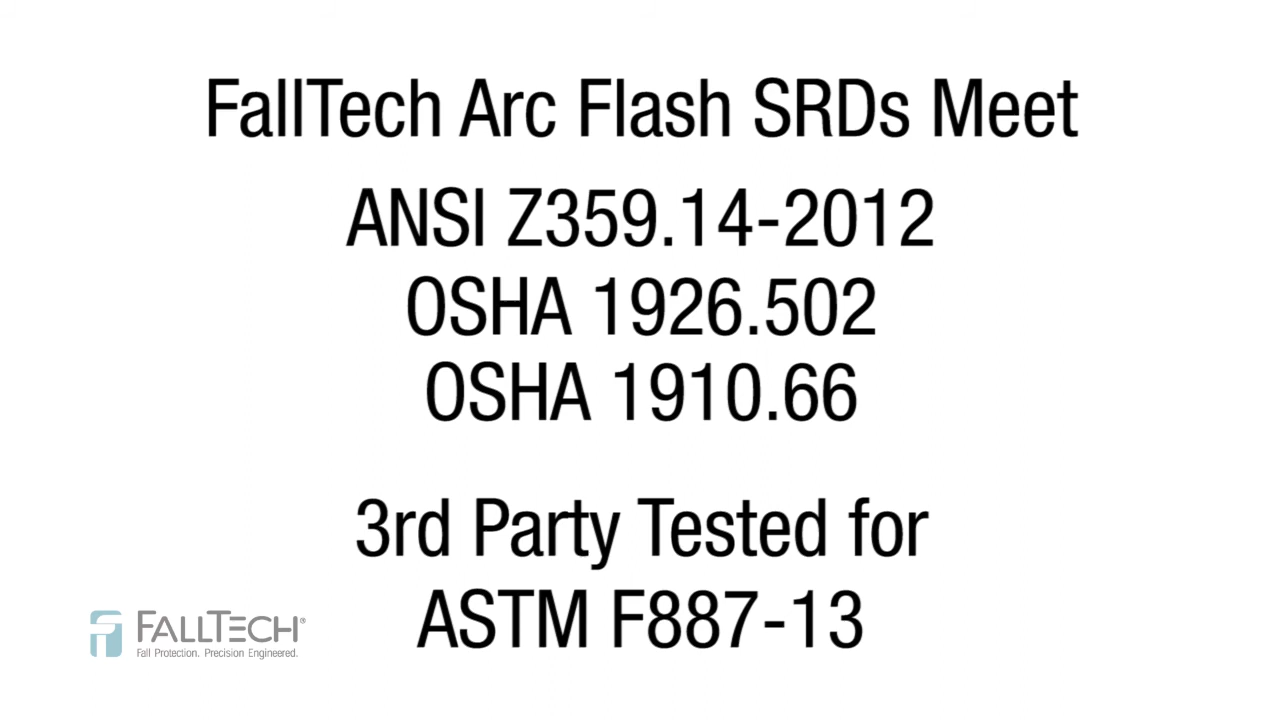 FallTech Arc Flash SRDs Meet
ANSI Z359.14-2012
OSHA 1926.502
OSHA 1910.66
3rd Party Tested for
ASTM F887-13
FALLTECH®
Fall Protection. Precision Engineered.